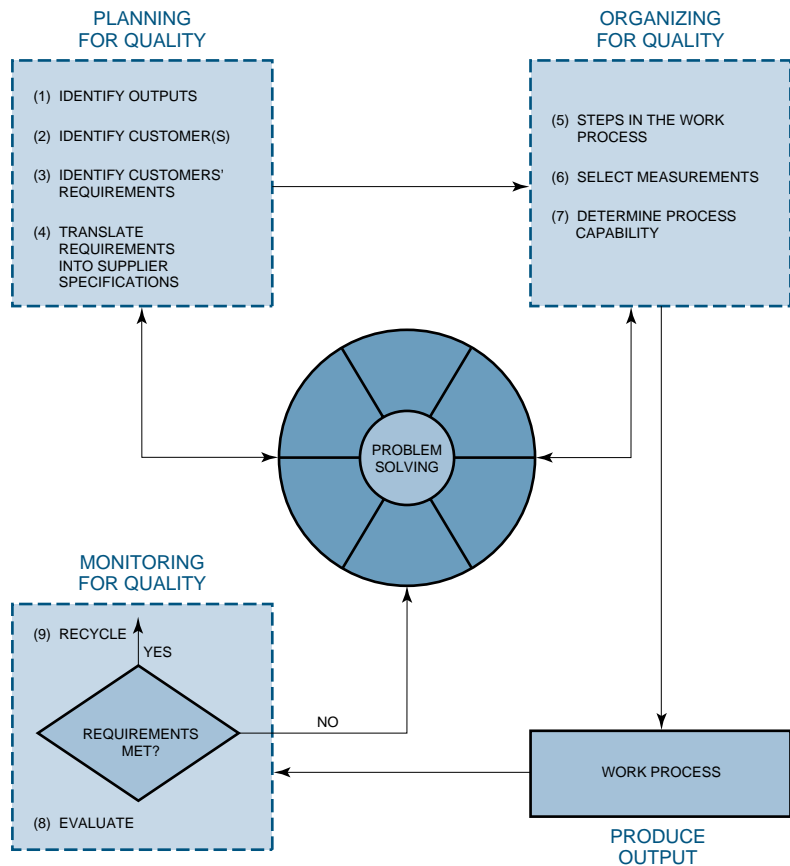 PLANNING
FOR QUALITY
(1) IDENTIFY OUTPUTS
(2) IDENTIFY CUSTOMER(S)
(3) IDENTIFY CUSTOMERS'
REQUIREMENTS
(4) TRANSLATE
REQUIREMENTS
INTO SUPPLIER
SPECIFICATIONS
ORGANIZING
FOR QUALITY
(5) STEPS IN THE WORK
PROCESS
(6) SELECT MEASUREMENTS
(7) DETERMINE PROCESS
CAPABILITY
PROBLEM
SOLVING
MONITORING
FOR QUALITY
(9) RECYCLE
YES
REQUIREMENTS
MET?
NO
(8) EVALUATE
WORK PROCESS
PRODUCE
OUTPUT